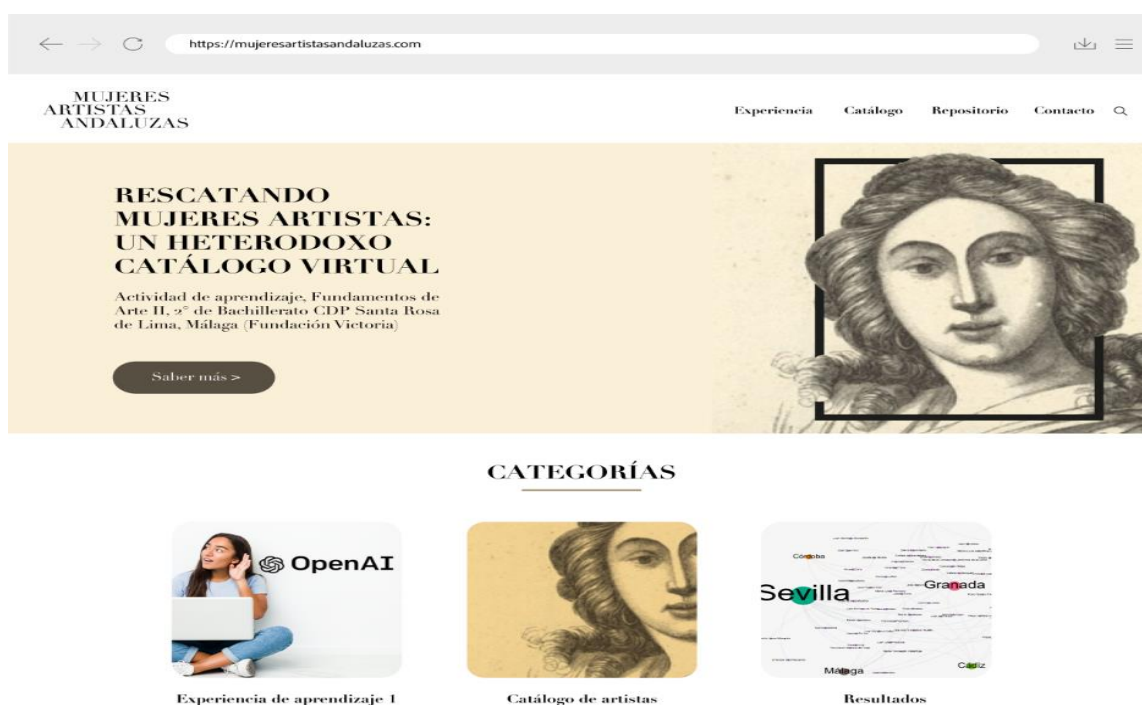 https://mujeresartistasandaluzas.com
MUJERES
ARTISTAS
ANDALUZAS
Experiencia Catálogo Repositorio Contacto
RESCATANDO
MUJERES ARTISTAS:
UN HETERODOXO
CATÁLOGO VIRTUAL
Actividad de aprendizaje, Fundamentos de
Arte II, 2º de Bachillerato CDP Santa Rosa
de Lima, Málaga (Fundación Victoria)
Saber más >
CATEGORÍAS
OpenAI
Córdoba
Sevilla
Granada
Málaga
Cádiz
Experiencia de aprendizaje 1
Catálogo de artistas
Resultados